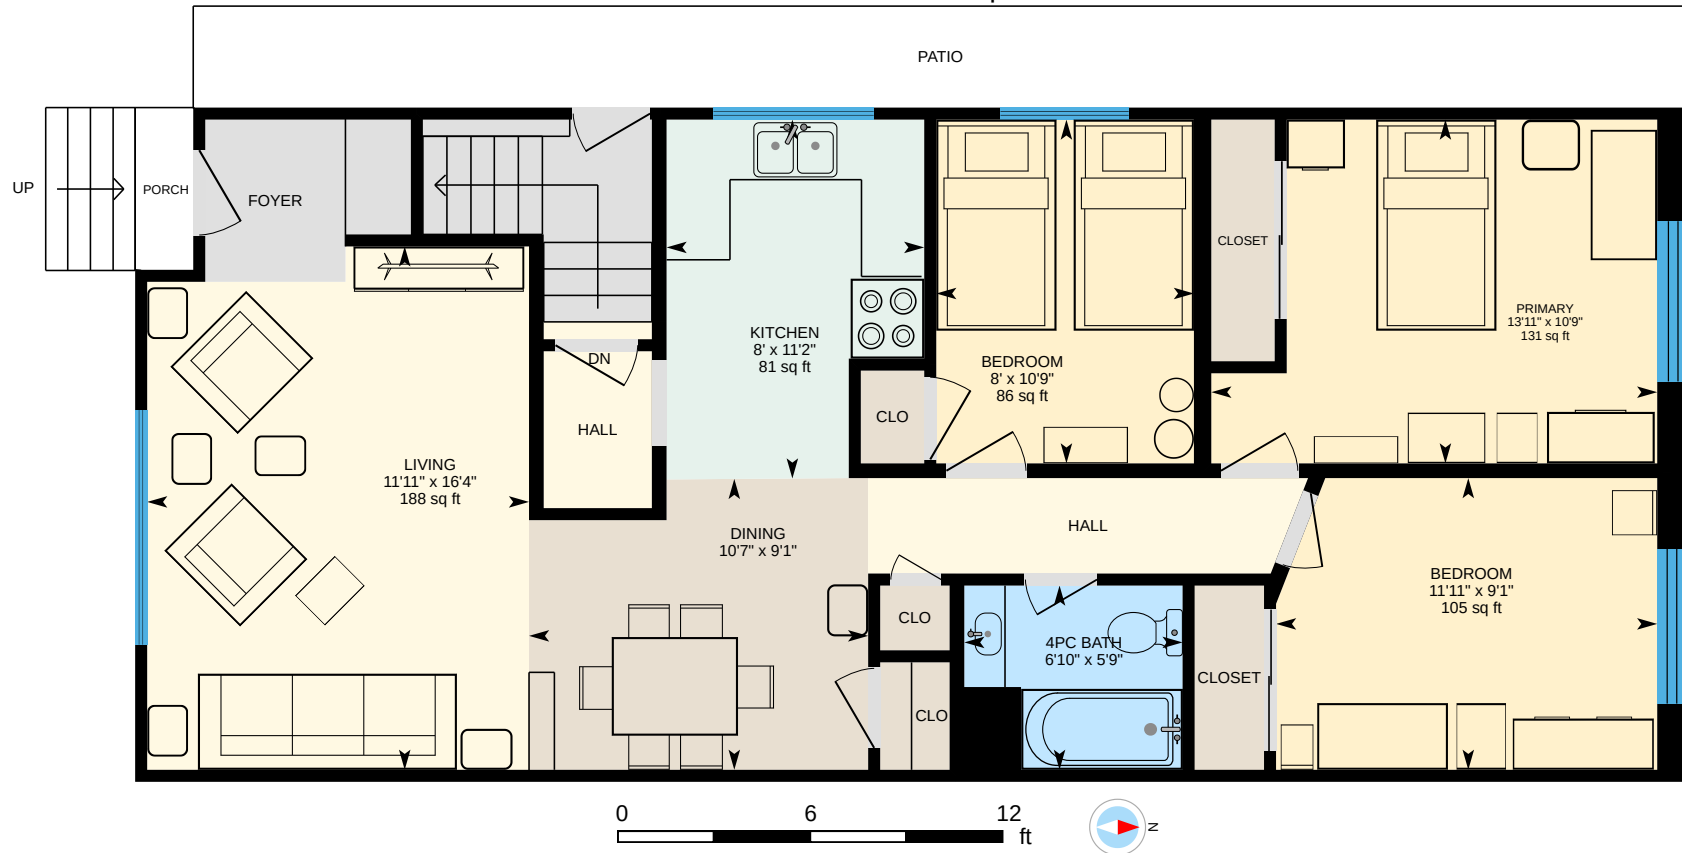 PATIO
UP
PORCH
FOYER
CLOSET
PRIMARY
13'11" x 10'9"
131 sq ft
KITCHEN
8' x 11'2"
81 sq ft
DN
BEDROOM
8' x 10'9"
86 sq ft
CLO
HALL
LIVING
11'11" x 16'4"
188 sq ft
DINING
10'7" x 9'1"
HALL
BEDROOM
11'11" x 9'1"
105 sq ft
CLO
4PC BATH
6'10" x 5'9"
CLOSET
CLO
0 6 12
ft
N